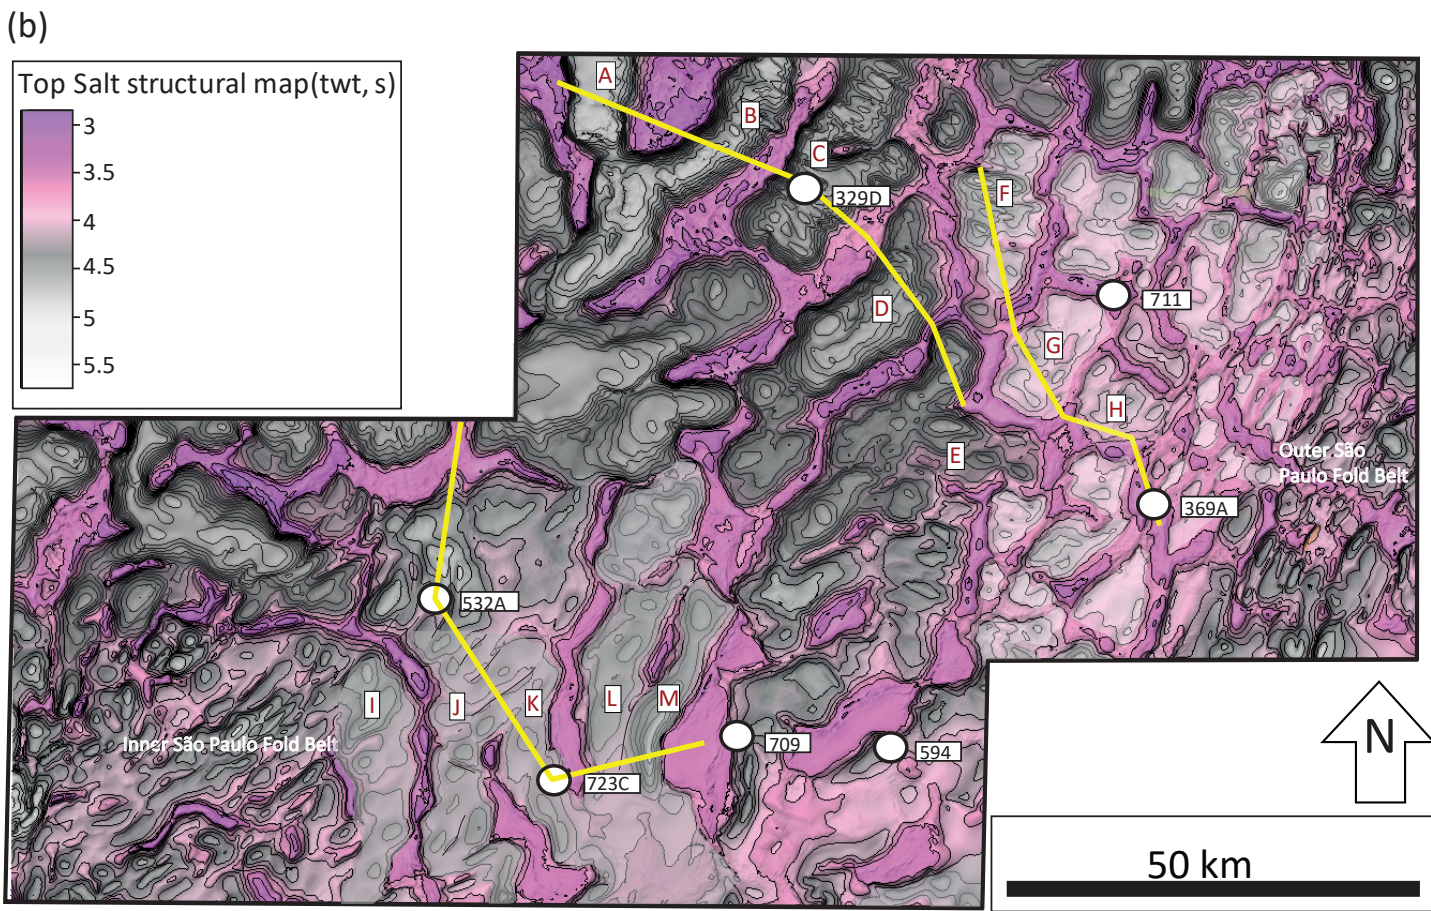 (b)
Top Salt structural map(twt, s)
3
3.5
4
4.5
5
5.5
A
B
C
329D
F
D
711
G
H
E
Outer São
Paulo Fold Belt
369A
532A
I
J
K
L
M
Inner São Paulo Fold Belt
709
594
723C
N
50 km